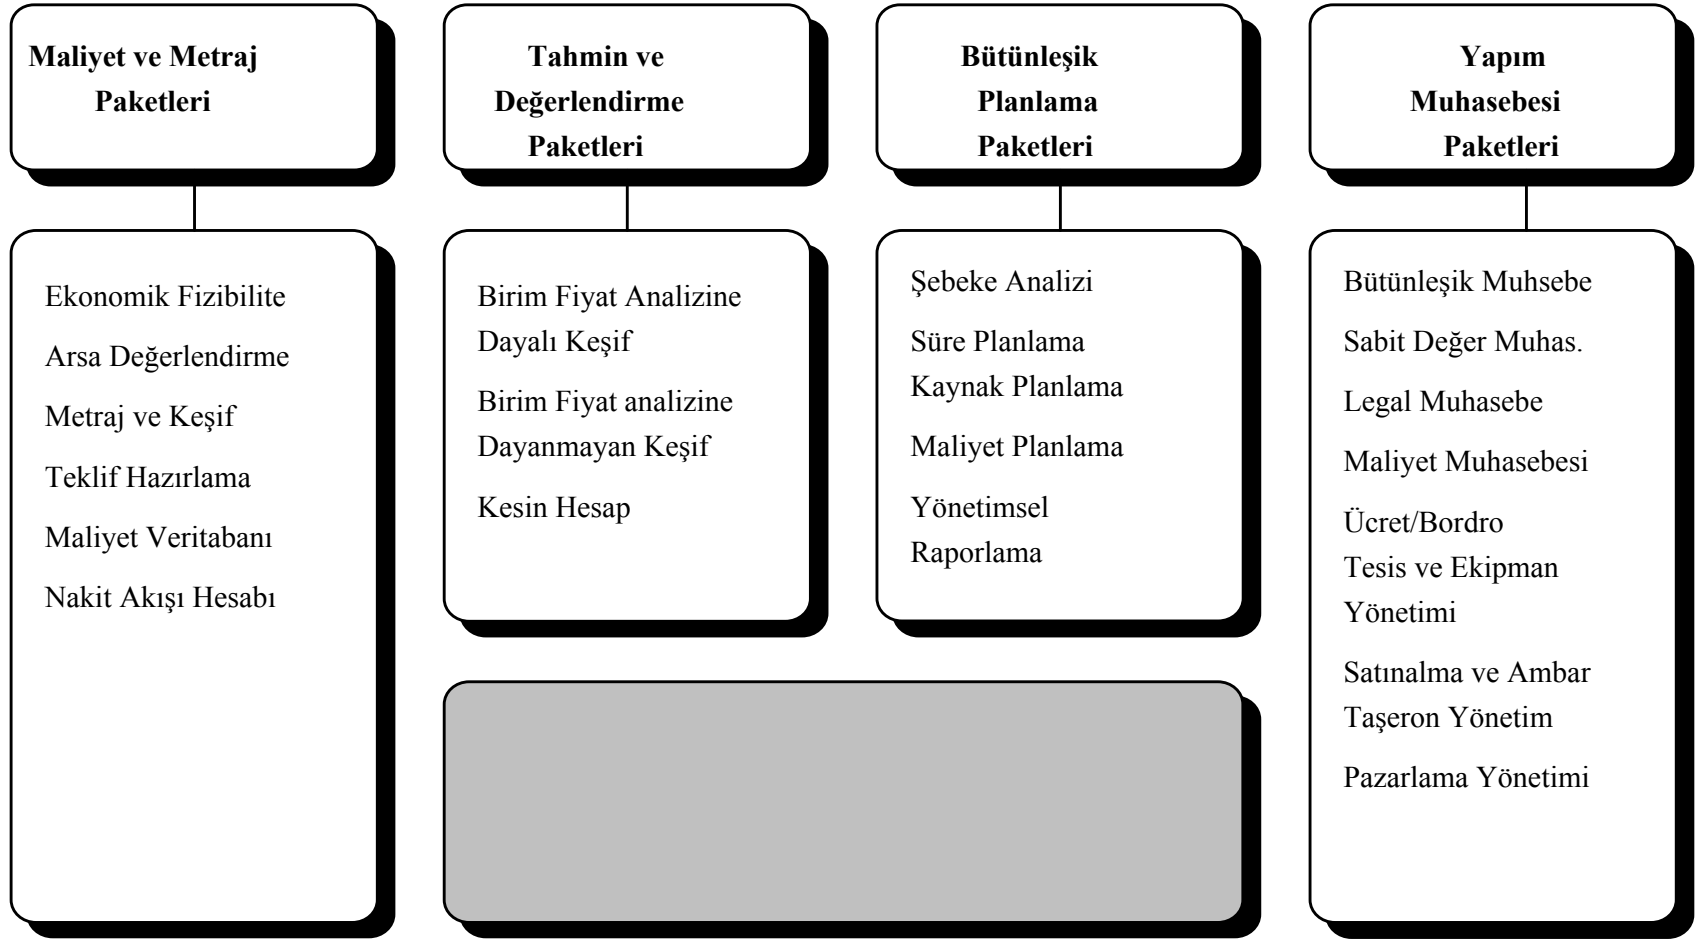 Maliyet ve Metraj
Paketleri
Tahmin ve
Değerlendirme
Paketleri
Bütünleşik
Planlama
Paketleri
Yapım
Muhasebesi
Paketleri
Ekonomik Fizibilite
Arsa Değerlendirme
Metraj ve Keşif
Teklif Hazırlama
Maliyet Veritabanı
Nakit Akışı Hesabı
Birim Fiyat Analizine
Dayalı Keşif
Birim Fiyat analizine
Dayanmayan Keşif
Kesin Hesap
Şebeke Analizi
Süre Planlama
Kaynak Planlama
Maliyet Planlama
Yönetimsel
Raporlama
Bütünleşik Muhsebe
Sabit Değer Muhas.
Legal Muhasebe
Maliyet Muhasebesi
Ücret/Bordro
Tesis ve Ekipman
Yönetimi
Satınalma ve Ambar
Taşeron Yönetim
Pazarlama Yönetimi